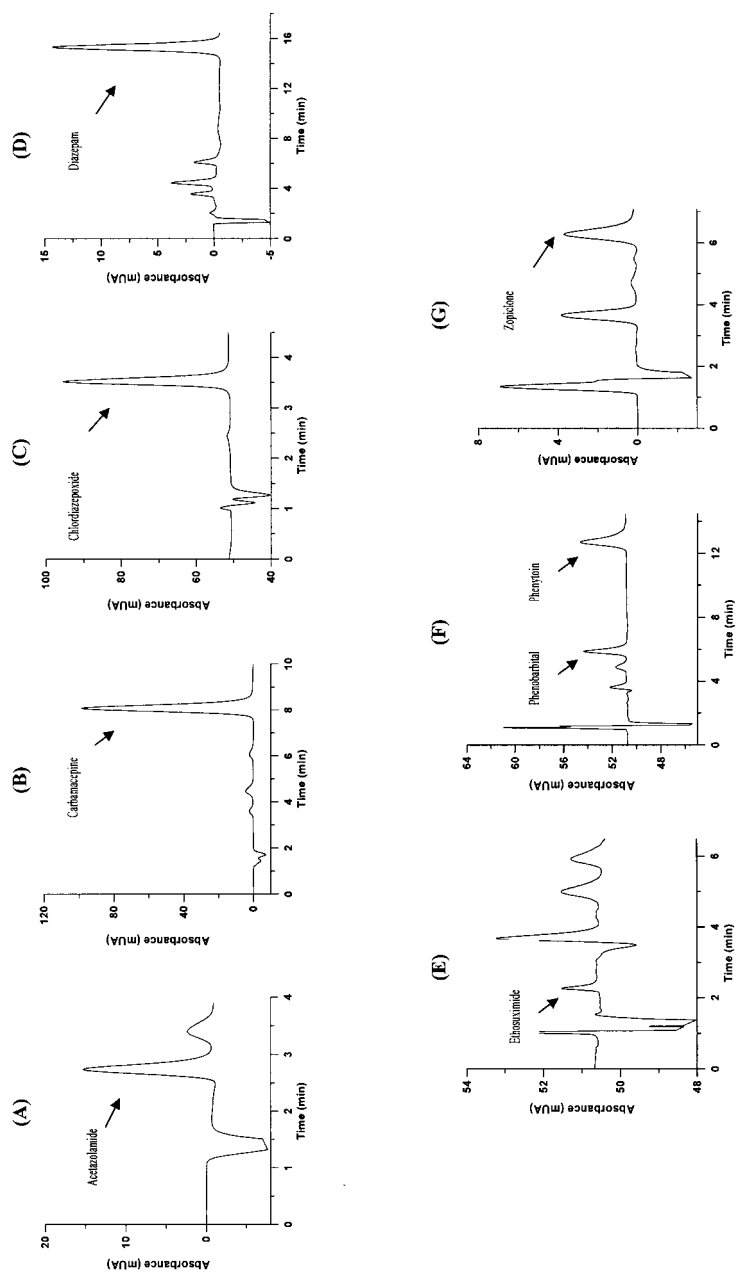 (A)
Acetazolamide
Absorbance (mUA)
20
10
0
0 1 2 3 4
Time (min)
(B)
Carbamacepine
Absorbance (mUA)
120
80
40
0
0 2 4 6 8 10
Time (min)
(C)
Chlordiazepoxide
Absorbance (mUA)
100
80
60
40
0 1 2 3 4
Time (min)
(D)
Diazepam
Absorbance (mUA)
15
10
5
0
-5
0 4 8 12 16
Time (min)
(E)
Ethosuximide
Absorbance (mUA)
54
52
50
48
0 2 4 6
Time (min)
(F)
Phenobarbital
Phenytoin
Absorbance (mUA)
64
60
56
52
48
0 4 8 12
Time (min)
(G)
Zopiclone
Absorbance (mUA)
8
4
0
0 2 4 6
Time (min)